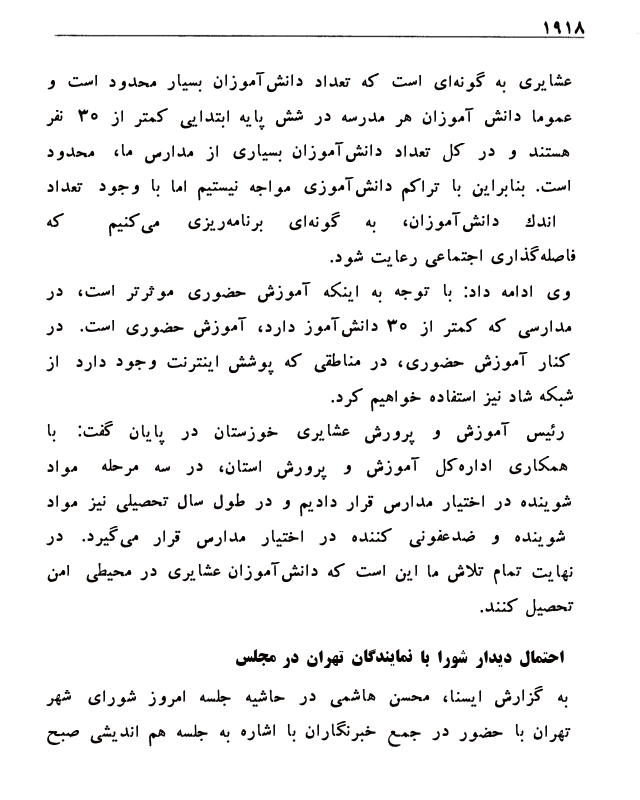 ۱۹۱۸
عشایری به گونه‌ای است که تعداد دانش‌آموزان بسیار محدود است و
عموما دانش آموزان هر مدرسه در شش پایه ابتدایی کمتر از ۳۰ نفر
هستند و در کل تعداد دانش‌آموزان بسیاری از مدارس ما، محدود
است. بنابراین با تراکم دانش‌آموزی مواجه نیستیم اما با وجود تعداد
اندك دانش‌آموزان، به گونه‌ای برنامه‌ریزی می‌کنیم که
فاصله‌گذاری اجتماعی رعایت شود.
وی ادامه داد: با توجه به اینکه آموزش حضوری موثرتر است، در
مدارسی که کمتر از ۳۰ دانش‌آموز دارد، آموزش حضوری است. در
کنار آموزش حضوری، در مناطقی که پوشش اینترنت وجود دارد از
شبکه شاد نیز استفاده خواهیم کرد.
رئیس آموزش و پرورش عشایری خوزستان در پایان گفت: با
همکاری اداره‌کل آموزش و پرورش استان، در سه مرحله مواد
شوینده در اختیار مدارس قرار دادیم و در طول سال تحصیلی نیز مواد
شوینده و ضدعفونی کننده در اختیار مدارس قرار می‌گیرد. در
نهایت تمام تلاش ما این است که دانش‌آموزان عشایری در محیطی امن
تحصیل کنند.
احتمال دیدار شورا با نمایندگان تهران در مجلس
به گزارش ایسنا، محسن هاشمی در حاشیه جلسه امروز شورای شهر
تهران با حضور در جمع خبرنگاران با اشاره به جلسه هم اندیشی صبح